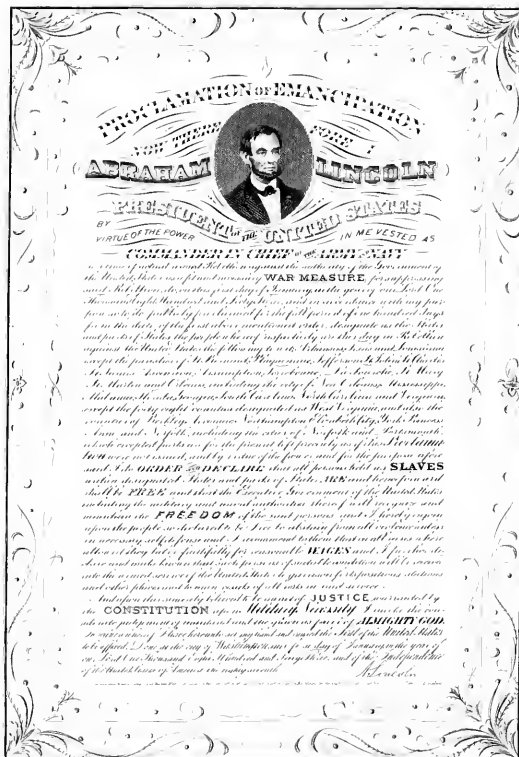 PROCLAMATION OF EMANCIPATION
NOW THERE FORE I
ABRAHAM LINCOLN
PRESIDENT OF THE UNITED STATES
BY VIRTUE OF THE POWER IN ME VESTED AS
COMMANDER IN CHIEF OF THE ARMY AND NAVY
in time of actual armed Rebellion against the authority of the Government of
the United States WAR MEASURE for suppressing
said Rebellion, do, on this first day of January, in the year of our Lord One
Thousand Eight Hundred and Sixty Three, and in accordance with my pur-
pose so to do, publicly proclaimed for the full period of one hundred days
from the date of the first above mentioned order, designate as the States
and parts of States the people whereof respectively are this day in Rebellion
against the United States the following to wit: Arkansas, Texas and Louisiana
except the parishes of St. Bernard, Plaquemine, Jefferson, St. John, St. Charles
St. James, Ascension, Assumption, Terrebonne, La Fourche, St. Mary
St. Martin and Orleans, including the city of New Orleans, Mississippi
Alabama, Florida, Georgia, South Carolina, North Carolina and Virginia,
except the forty eight counties designated as West Virginia, and also the
counties of Berkley, Accomac, Northampton, Elizabeth City, York, Princess
Ann and Norfolk, including the cities of Norfolk and Portsmouth
which excepted parts are for the present left precisely as if this Proclama
tion were not issued, and by virtue of the power and for the purpose afore
said, I do ORDER AND DECLARE that all persons held as SLAVES
within designated States and parts of States, ARE and henceforward
shall be FREE and that the Executive Government of the United States
including the military and naval authorities thereof will recognize and
maintain the FREEDOM of the said persons and I hereby enjoin
upon the people so declared to be free to abstain from all violence unless
in necessary self defense and I recommend to them that in all cases where
allowed they labor faithfully for reasonable WAGES and I further de-
clare and make known that such persons of suitable condition will be received
into the armed service of the United States to garrison forts, positions, stations
and other places and to man vessels of all sorts in said service
And upon this sincerely believed to be an act of JUSTICE warranted by
the CONSTITUTION upon Military Necessity I invoke the con-
siderate judgement of mankind and the gracious favor of ALMIGHTY GOD.
In witness whereof I have hereunto set my hand and caused the Seal of the United States
to be affixed. Done at the city of Washington, this first day of January, in the year of
our Lord One Thousand Eight Hundred and Sixty Three, and of the Independence
of the United States of America the eighty seventh
A. Lincoln